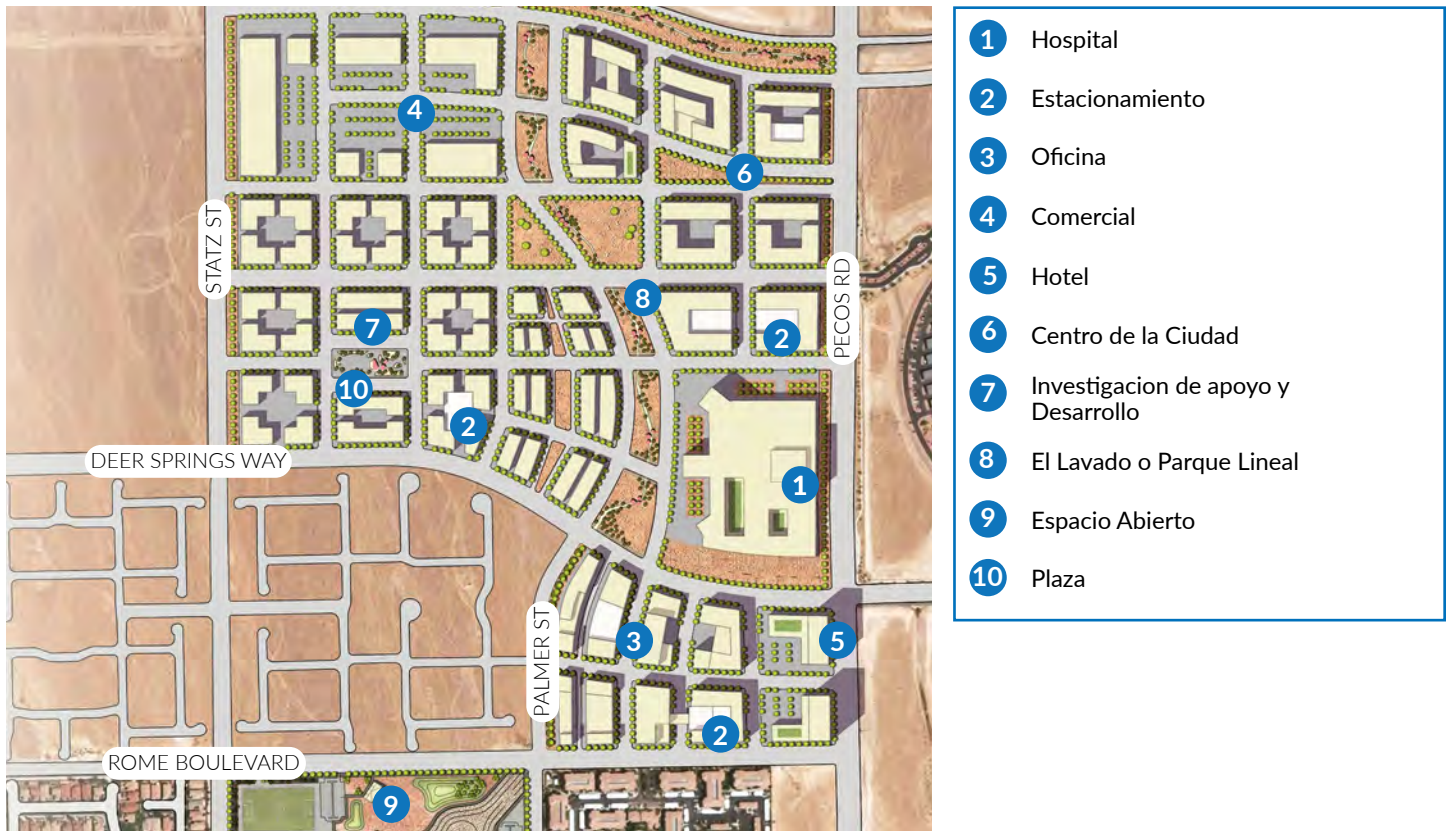 4
6
STATZ ST
PECOS RD
8
7
2
10
2
DEER SPRINGS WAY
1
PALMER ST
3
5
2
ROME BOULEVARD
9
1 Hospital
2 Estacionamiento
3 Oficina
4 Comercial
5 Hotel
6 Centro de la Ciudad
7 Investigacion de apoyo y
Desarrollo
8 El Lavado o Parque Lineal
9 Espacio Abierto
10 Plaza